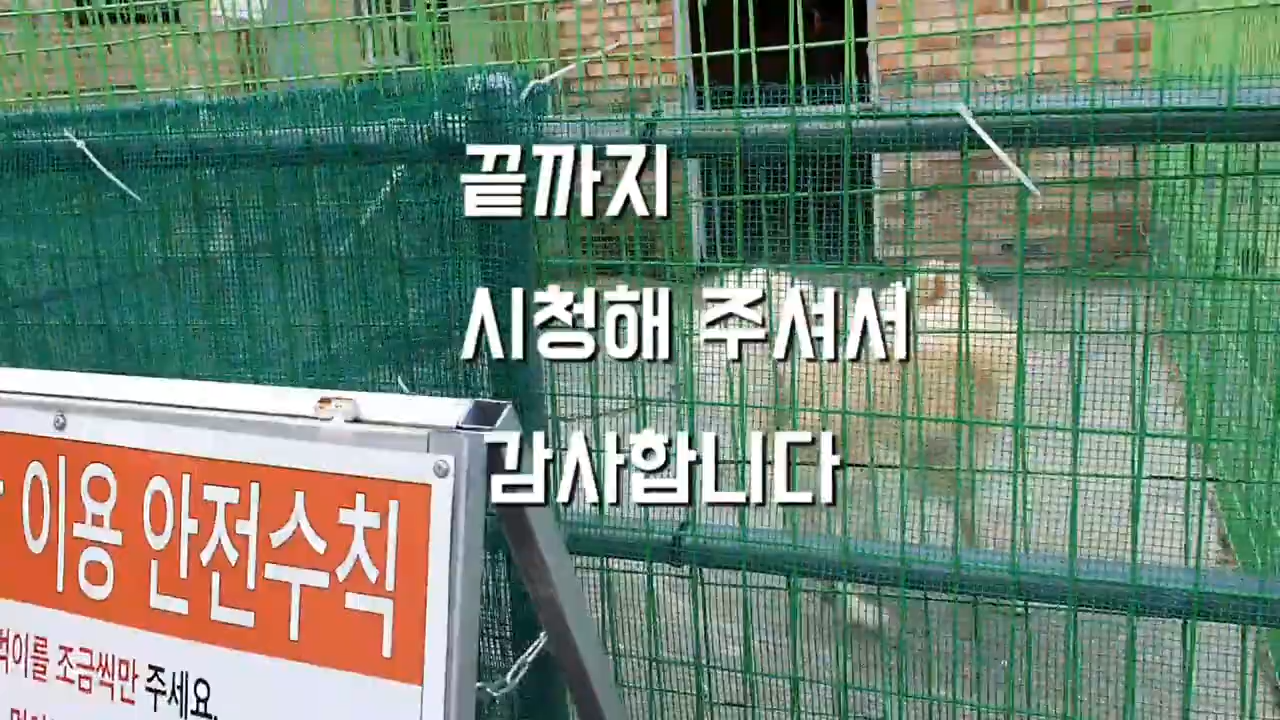 끝까지
시청해 주셔서
감사합니다
이용 안전수칙
먹이를 조금씩만 주세요.